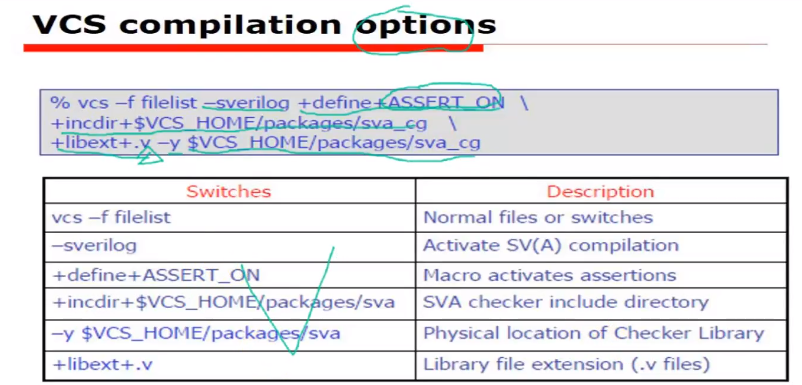 VCS compilation options
% vcs –f filelist –sverilog +define+ASSERT_ON \
+incdir+$VCS_HOME/packages/sva_cg \
+libext+.v –y $VCS_HOME/packages/sva_cg
Switches Description
vcs –f filelist Normal files or switches
–sverilog Activate SV(A) compilation
+define+ASSERT_ON Macro activates assertions
+incdir+$VCS_HOME/packages/sva SVA checker include directory
–y $VCS_HOME/packages/sva Physical location of Checker Library
+libext+.v Library file extension (.v files)